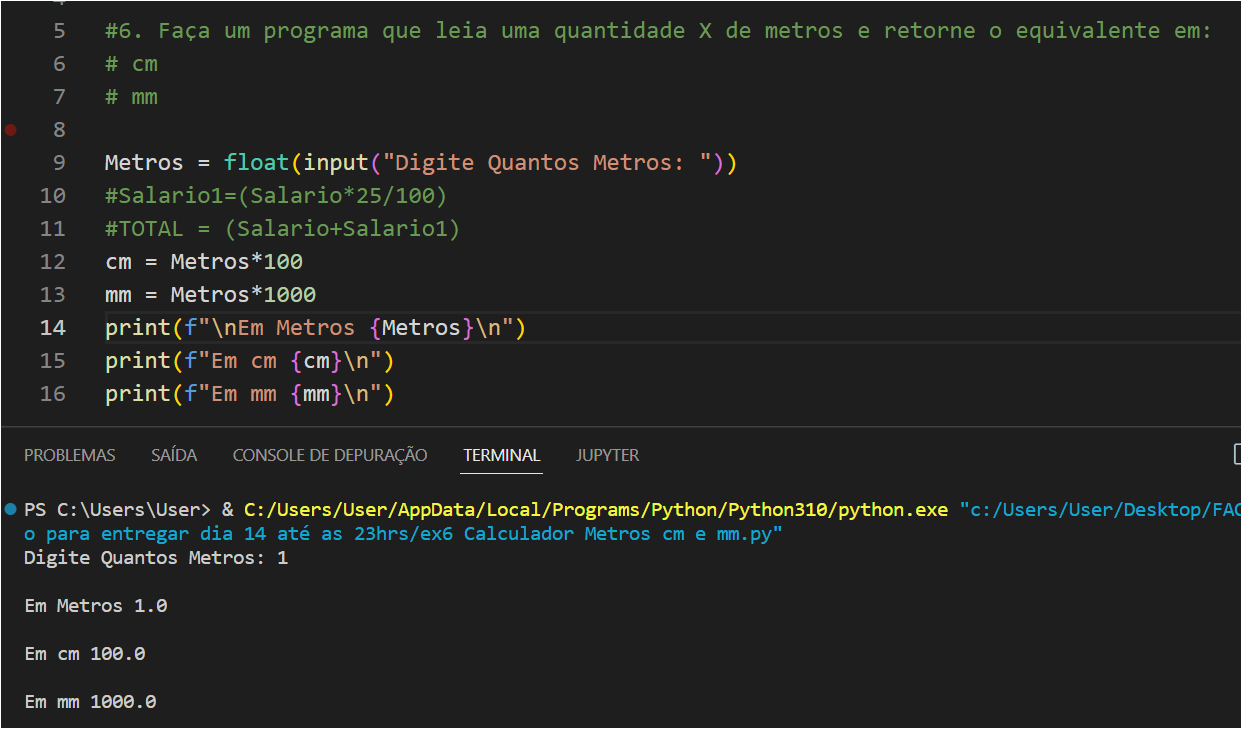 5 #6. Faça um programa que leia uma quantidade X de metros e retorne o equivalente em:
6 # cm
7 # mm
8
9 Metros = float(input("Digite Quantos Metros: "))
10 #Salario1=(Salario*25/100)
11 #TOTAL = (Salario+Salario1)
12 cm = Metros*100
13 mm = Metros*1000
14 print(f"\nEm Metros {Metros}\n")
15 print(f"Em cm {cm}\n")
16 print(f"Em mm {mm}\n")
PROBLEMAS SAÍDA CONSOLE DE DEPURAÇÃO TERMINAL JUPYTER
PS C:\Users\User> & C:/Users/User/AppData/Local/Programs/Python/Python310/python.exe "c:/Users/User/Desktop/FAC
o para entregar dia 14 até as 23hrs/ex6 Calculador Metros cm e mm.py"
Digite Quantos Metros: 1
Em Metros 1.0
Em cm 100.0
Em mm 1000.0